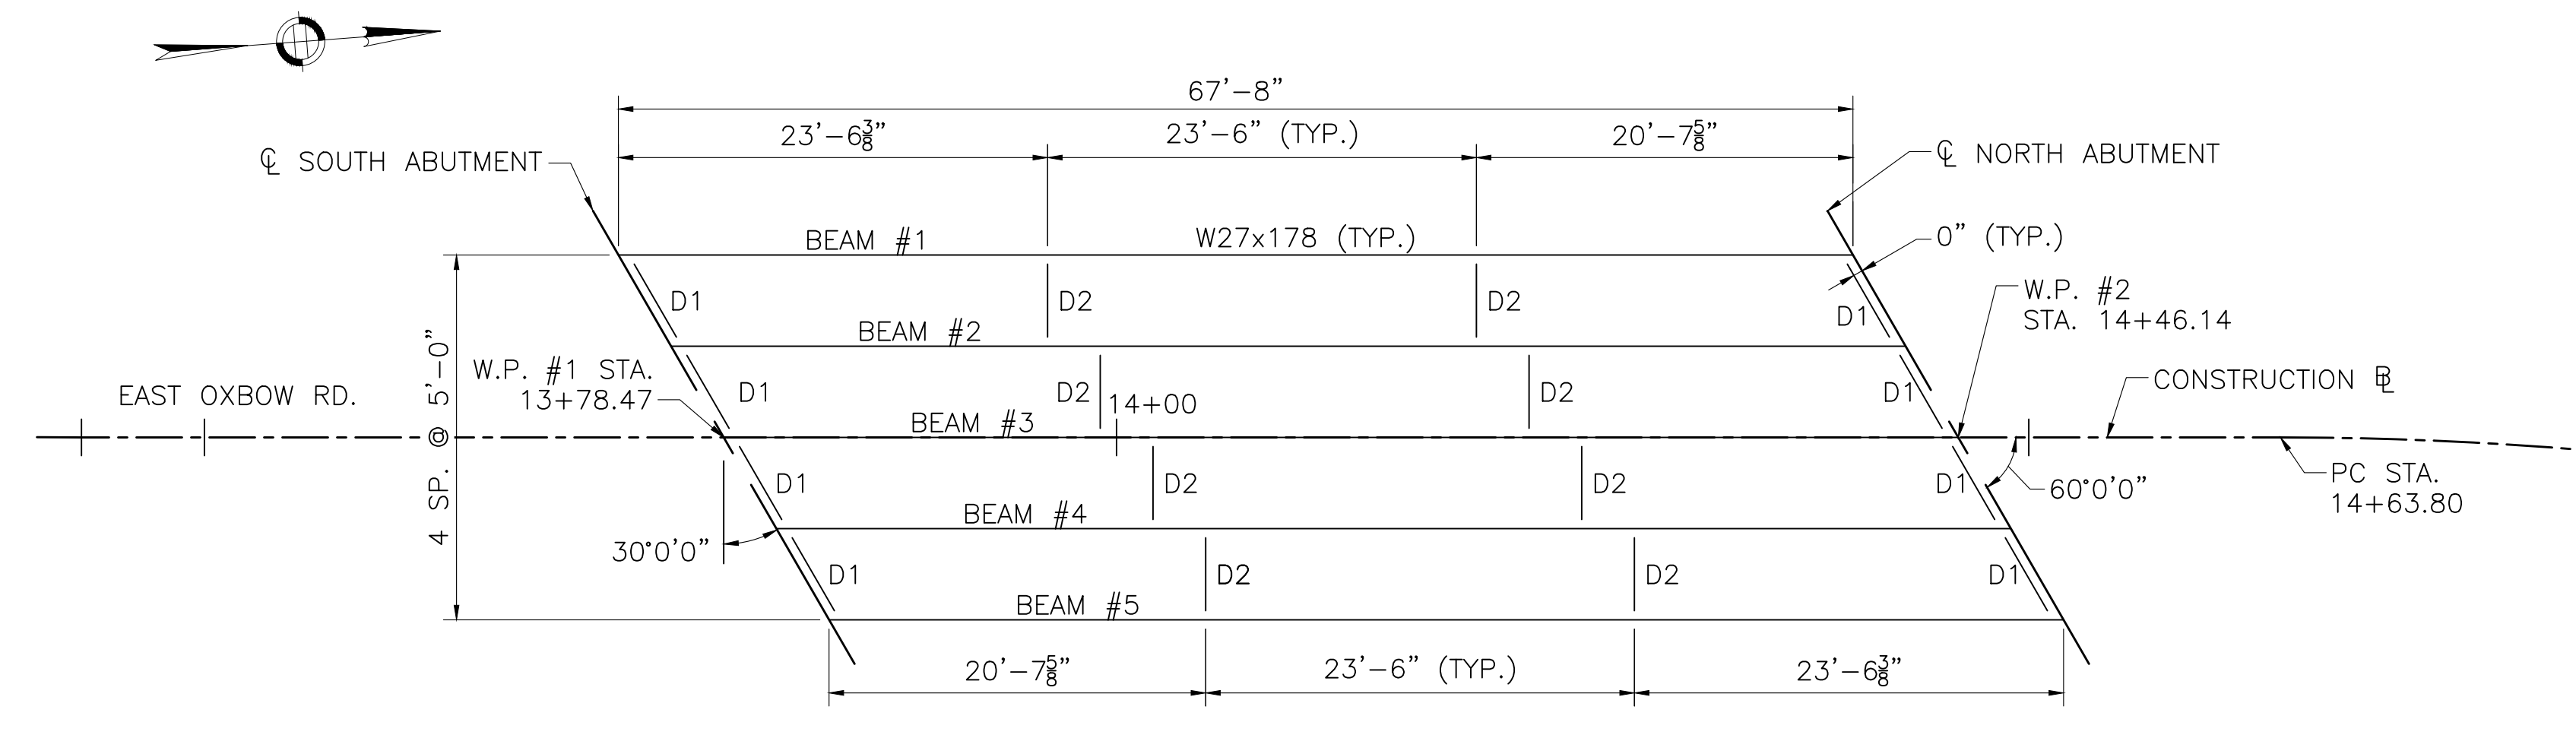 67'-8"
23'-6 3/8"
23'-6" (TYP.)
20'-7 5/8"
℄ SOUTH ABUTMENT
℄ NORTH ABUTMENT
BEAM #1
W27x178 (TYP.)
0" (TYP.)
D1
D2
D2
D1
W.P. #2
STA. 14+46.14
BEAM #2
4 SP. @ 5'-0"
W.P. #1 STA.
13+78.47
EAST OXBOW RD.
D1
D2
14+00
D2
D1
CONSTRUCTION BL
BEAM #3
D1
D2
D2
D1
60°0'0"
PC STA.
14+63.80
BEAM #4
30°0'0"
D1
D2
D2
D1
BEAM #5
20'-7 5/8"
23'-6" (TYP.)
23'-6 3/8"